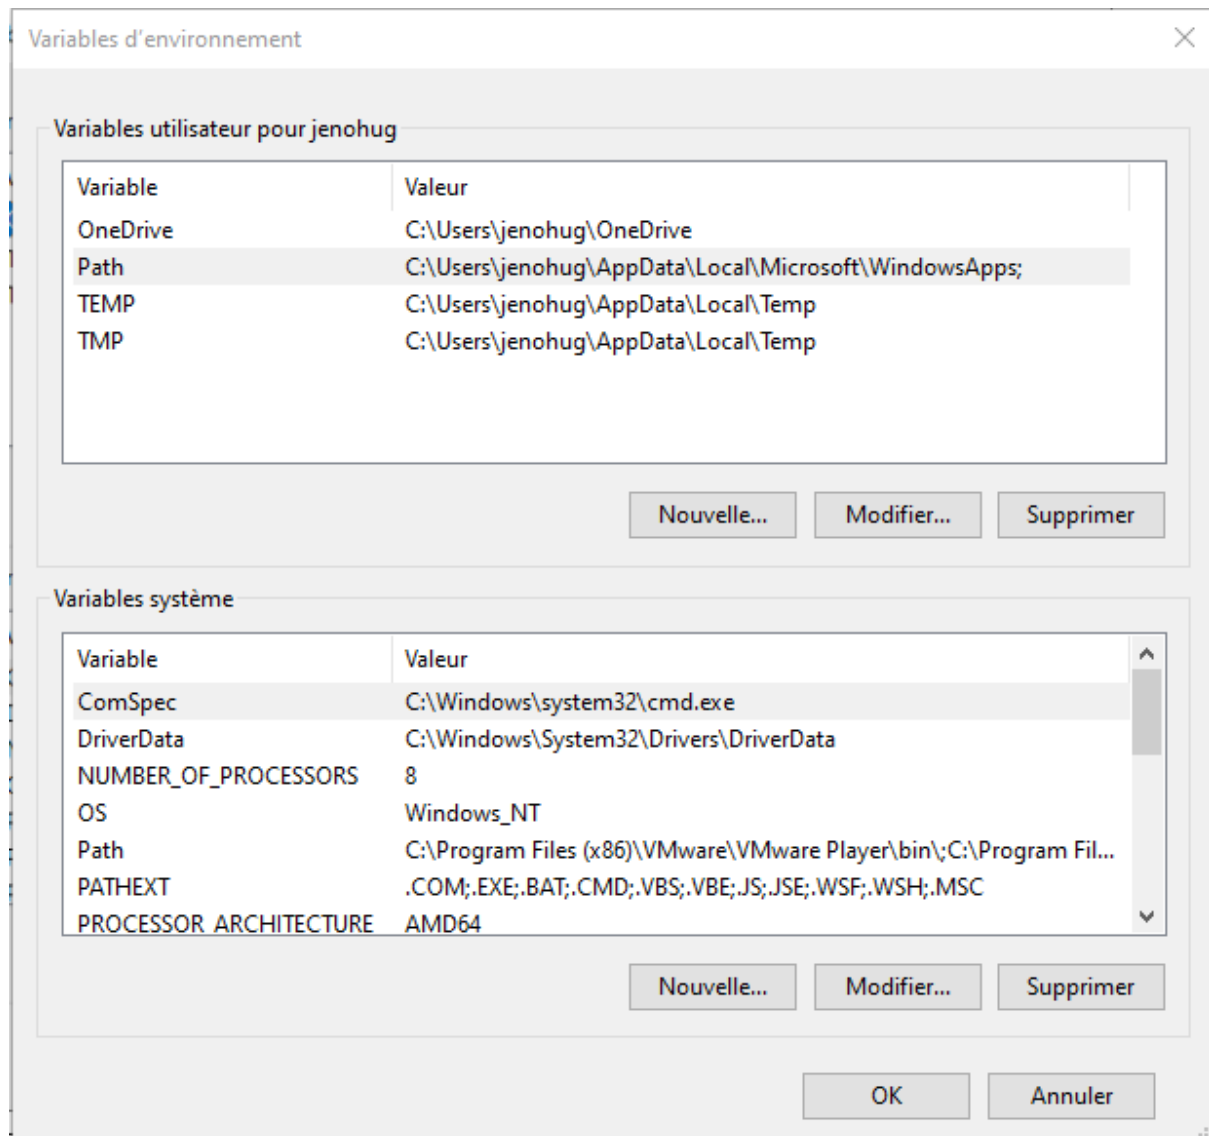 Variables d'environnement
Variables utilisateur pour jenohug
Variable Valeur
OneDrive C:\Users\jenohug\OneDrive
Path C:\Users\jenohug\AppData\Local\Microsoft\WindowsApps;
TEMP C:\Users\jenohug\AppData\Local\Temp
TMP C:\Users\jenohug\AppData\Local\Temp
Nouvelle... Modifier... Supprimer
Variables système
Variable Valeur
ComSpec C:\Windows\system32\cmd.exe
DriverData C:\Windows\System32\Drivers\DriverData
NUMBER_OF_PROCESSORS 8
OS Windows_NT
Path C:\Program Files (x86)\VMware\VMware Player\bin\;C:\Program Fil...
PATHEXT .COM;.EXE;.BAT;.CMD;.VBS;.VBE;.JS;.JSE;.WSF;.WSH;.MSC
PROCESSOR_ARCHITECTURE AMD64
Nouvelle... Modifier... Supprimer
OK Annuler